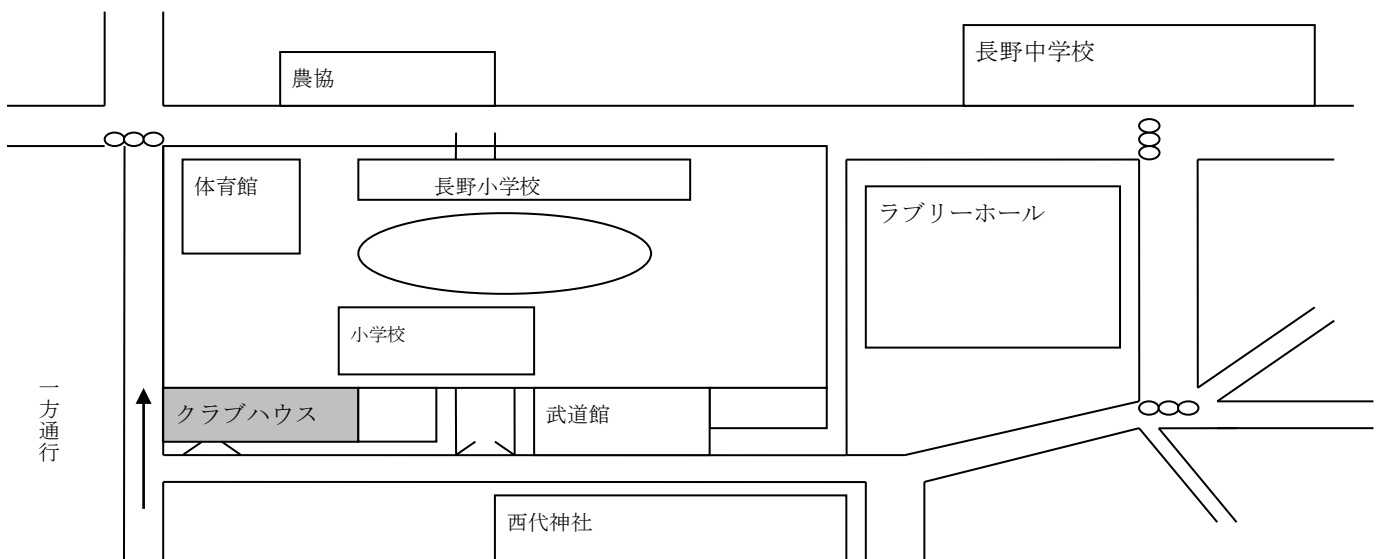 長野中学校
農協
体育館
長野小学校
ラブリーホール
小学校
一方通行
クラブハウス
武道館
西代神社